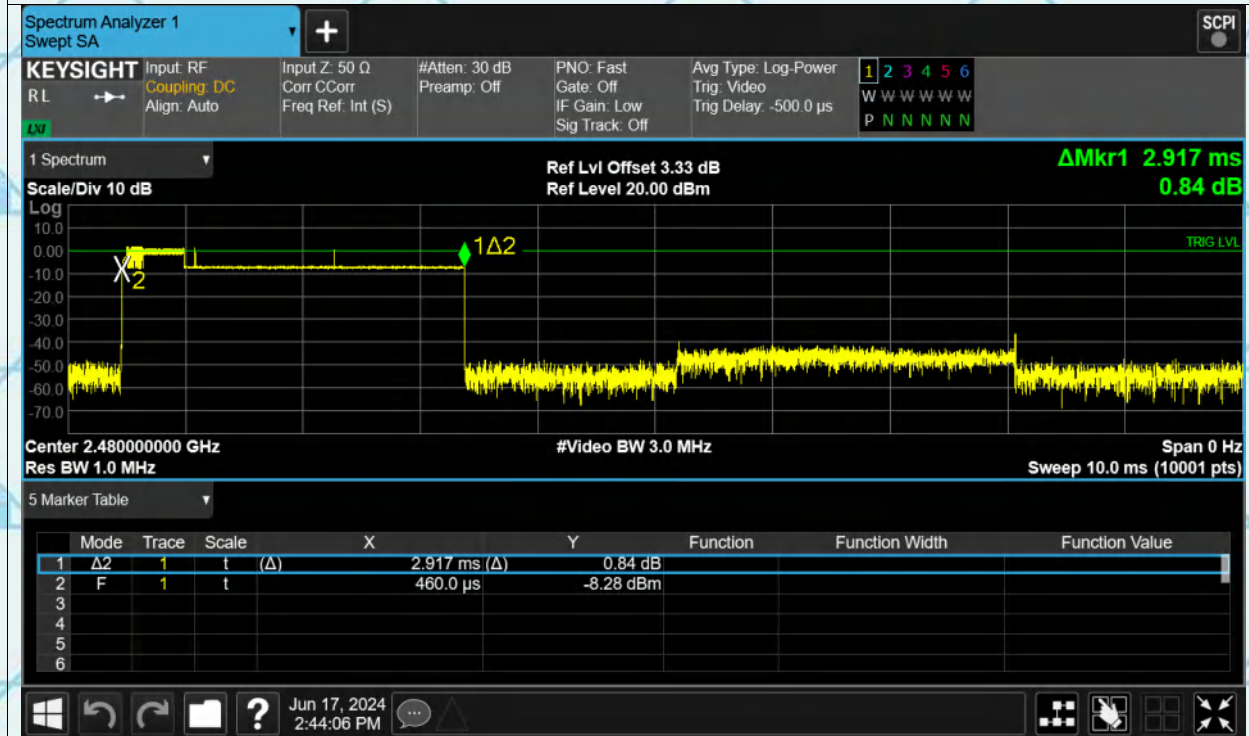 Spectrum Analyzer 1
Swept SA
+
SCPI
KEYSIGHT Input: RF Input Z: 50 Ω #Atten: 30 dB PNO: Fast Avg Type: Log-Power 1 2 3 4 5 6
RL Coupling: DC Corr CCorr Preamp: Off Gate: Off Trig: Video W W W W W W
Align: Auto Freq Ref: Int (S) IF Gain: Low Trig Delay: -500.0 µs P N N N N N
LXI Sig Track: Off
1 Spectrum Ref Lvl Offset 3.33 dB ΔMkr1 2.917 ms
Scale/Div 10 dB Ref Level 20.00 dBm 0.84 dB
Log
10.0
0.00 1Δ2 TRIG LVL
-10.0 X2
-20.0
-30.0
-40.0
-50.0
-60.0
-70.0
Center 2.480000000 GHz #Video BW 3.0 MHz Span 0 Hz
Res BW 1.0 MHz Sweep 10.0 ms (10001 pts)
5 Marker Table
Mode Trace Scale X Y Function Function Width Function Value
1 Δ2 1 t (Δ) 2.917 ms (Δ) 0.84 dB
2 F 1 t 460.0 µs -8.28 dBm
3
4
5
6
? Jun 17, 2024
2:44:06 PM